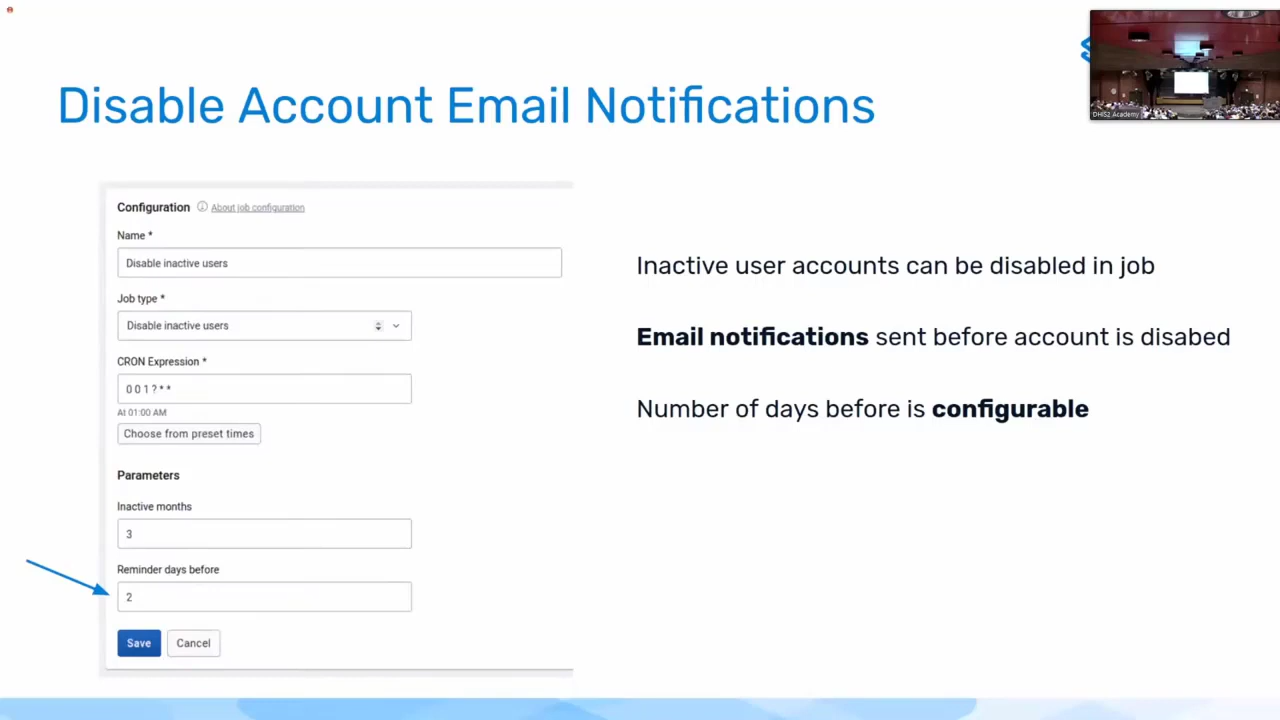 Disable Account Email Notifications
DHIS2 Academy
Configuration About job configuration
Name *
Disable inactive users
Job type *
Disable inactive users
CRON Expression *
0 0 1 ? * *
At 01:00 AM
Choose from preset times
Parameters
Inactive months
3
Reminder days before
2
Save Cancel
Inactive user accounts can be disabled in job
Email notifications sent before account is disabed
Number of days before is configurable